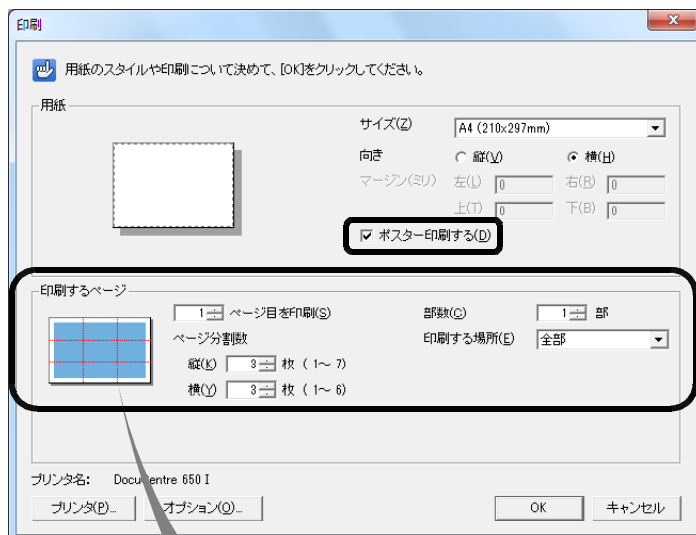 印刷
用紙のスタイルや印刷について決めて、[OK]をクリックしてください。
用紙
サイズ(Z) A4 (210x297mm)
向き 縦(V) 横(H)
マージン(ミリ) 左(L) 0 右(R) 0
上(T) 0 下(B) 0
ポスター印刷する(D)
印刷するページ
1 ページ目を印刷(S) 部数(C) 1 部
ページ分割数 印刷する場所(E) 全部
縦(K) 3 枚 ( 1～ 7)
横(Y) 3 枚 ( 1～ 6)
プリンタ名: DocuCentre 650 I
プリンタ(P)... オプション(O)... OK キャンセル